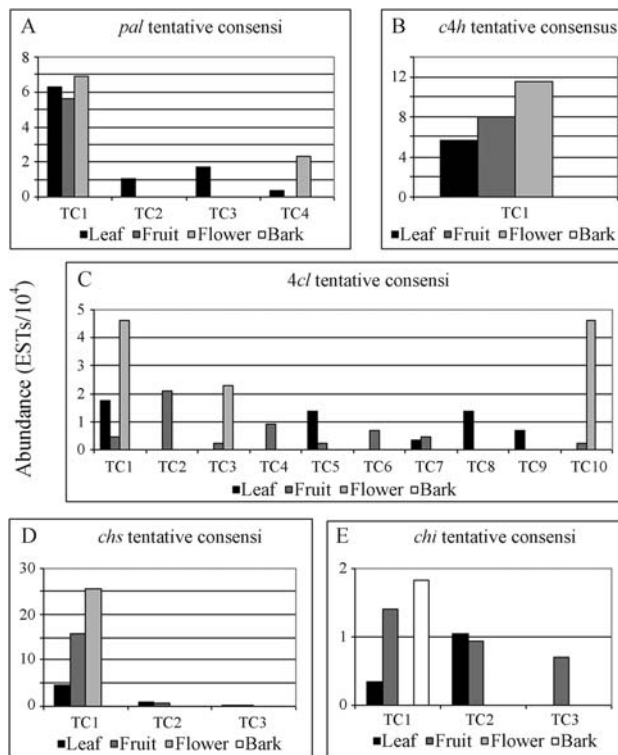 A pal tentative consensi
8
6
4
2
0
TC1 TC2 TC3 TC4
Leaf Fruit Flower Bark
B c4h tentative consensus
12
8
4
0
TC1
Leaf Fruit Flower Bark
Abundance (ESTs/10⁴)
C 4cl tentative consensi
5
4
3
2
1
0
TC1 TC2 TC3 TC4 TC5 TC6 TC7 TC8 TC9 TC10
Leaf Fruit Flower Bark
D chs tentative consensi
30
20
10
0
TC1 TC2 TC3
Leaf Fruit Flower Bark
E chi tentative consensi
2
1
0
TC1 TC2 TC3
Leaf Fruit Flower Bark